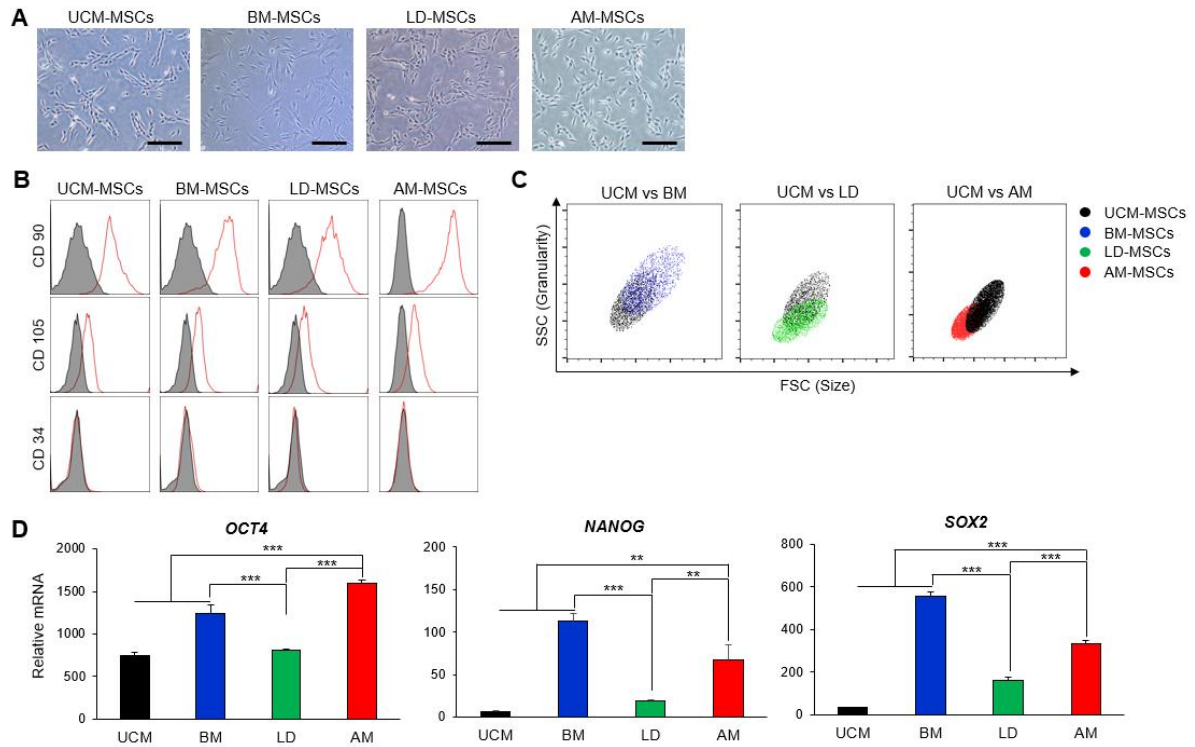 A
UCM-MSCs BM-MSCs LD-MSCs AM-MSCs
B
UCM-MSCs BM-MSCs LD-MSCs AM-MSCs
CD 90
CD 105
CD 34
C
UCM vs BM UCM vs LD UCM vs AM
SSC (Granularity)
FSC (Size)
UCM-MSCs
BM-MSCs
LD-MSCs
AM-MSCs
D
OCT4
Relative mRNA
2000
1500
1000
500
0
***
*** ***
UCM BM LD AM
NANOG
200
150
100
50
0
**
*** **
UCM BM LD AM
SOX2
800
600
400
200
0
***
*** ***
UCM BM LD AM